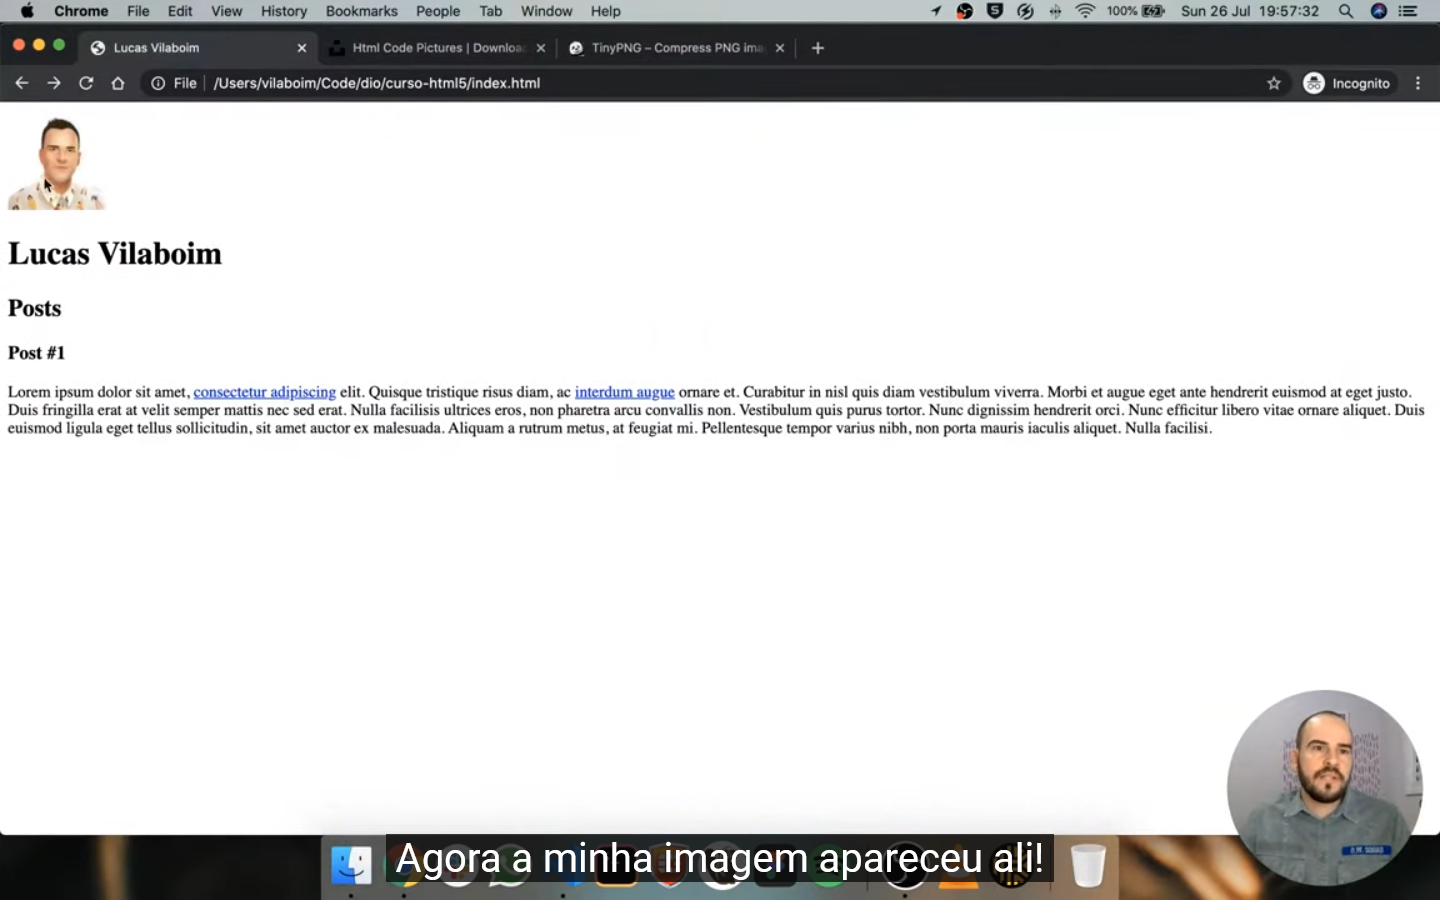 Chrome File Edit View History Bookmarks People Tab Window Help 100% Sun 26 Jul 19:57:32
Lucas Vilaboim Html Code Pictures | Downloa TinyPNG – Compress PNG ima
File /Users/vilaboim/Code/dio/curso-html5/index.html Incognito
Lucas Vilaboim
Posts
Post #1
Lorem ipsum dolor sit amet, consectetur adipiscing elit. Quisque tristique risus diam, ac interdum augue ornare et. Curabitur in nisl quis diam vestibulum viverra. Morbi et augue eget ante hendrerit euismod at eget justo.
Duis fringilla erat at velit semper mattis nec sed erat. Nulla facilisis ultrices eros, non pharetra arcu convallis non. Vestibulum quis purus tortor. Nunc dignissim hendrerit orci. Nunc efficitur libero vitae ornare aliquet. Duis
euismod ligula eget tellus sollicitudin, sit amet auctor ex malesuada. Aliquam a rutrum metus, at feugiat mi. Pellentesque tempor varius nibh, non porta mauris iaculis aliquet. Nulla facilisi.
Agora a minha imagem apareceu ali!